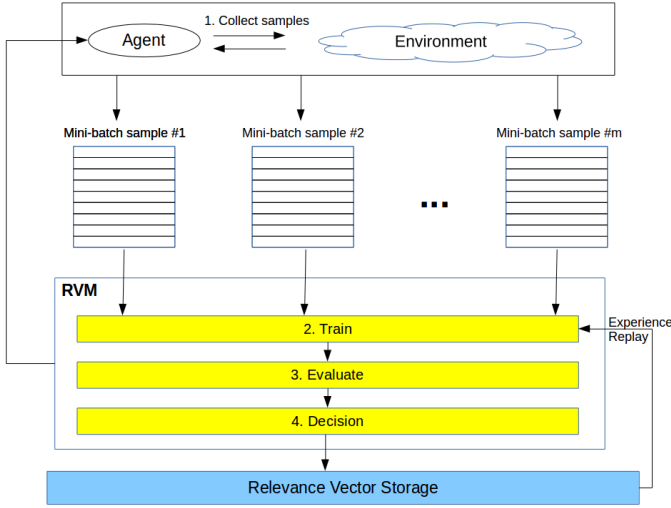 1. Collect samples
Agent
Environment
Mini-batch sample #1
Mini-batch sample #2
Mini-batch sample #m
...
RVM
2. Train
Experience
Replay
3. Evaluate
4. Decision
Relevance Vector Storage